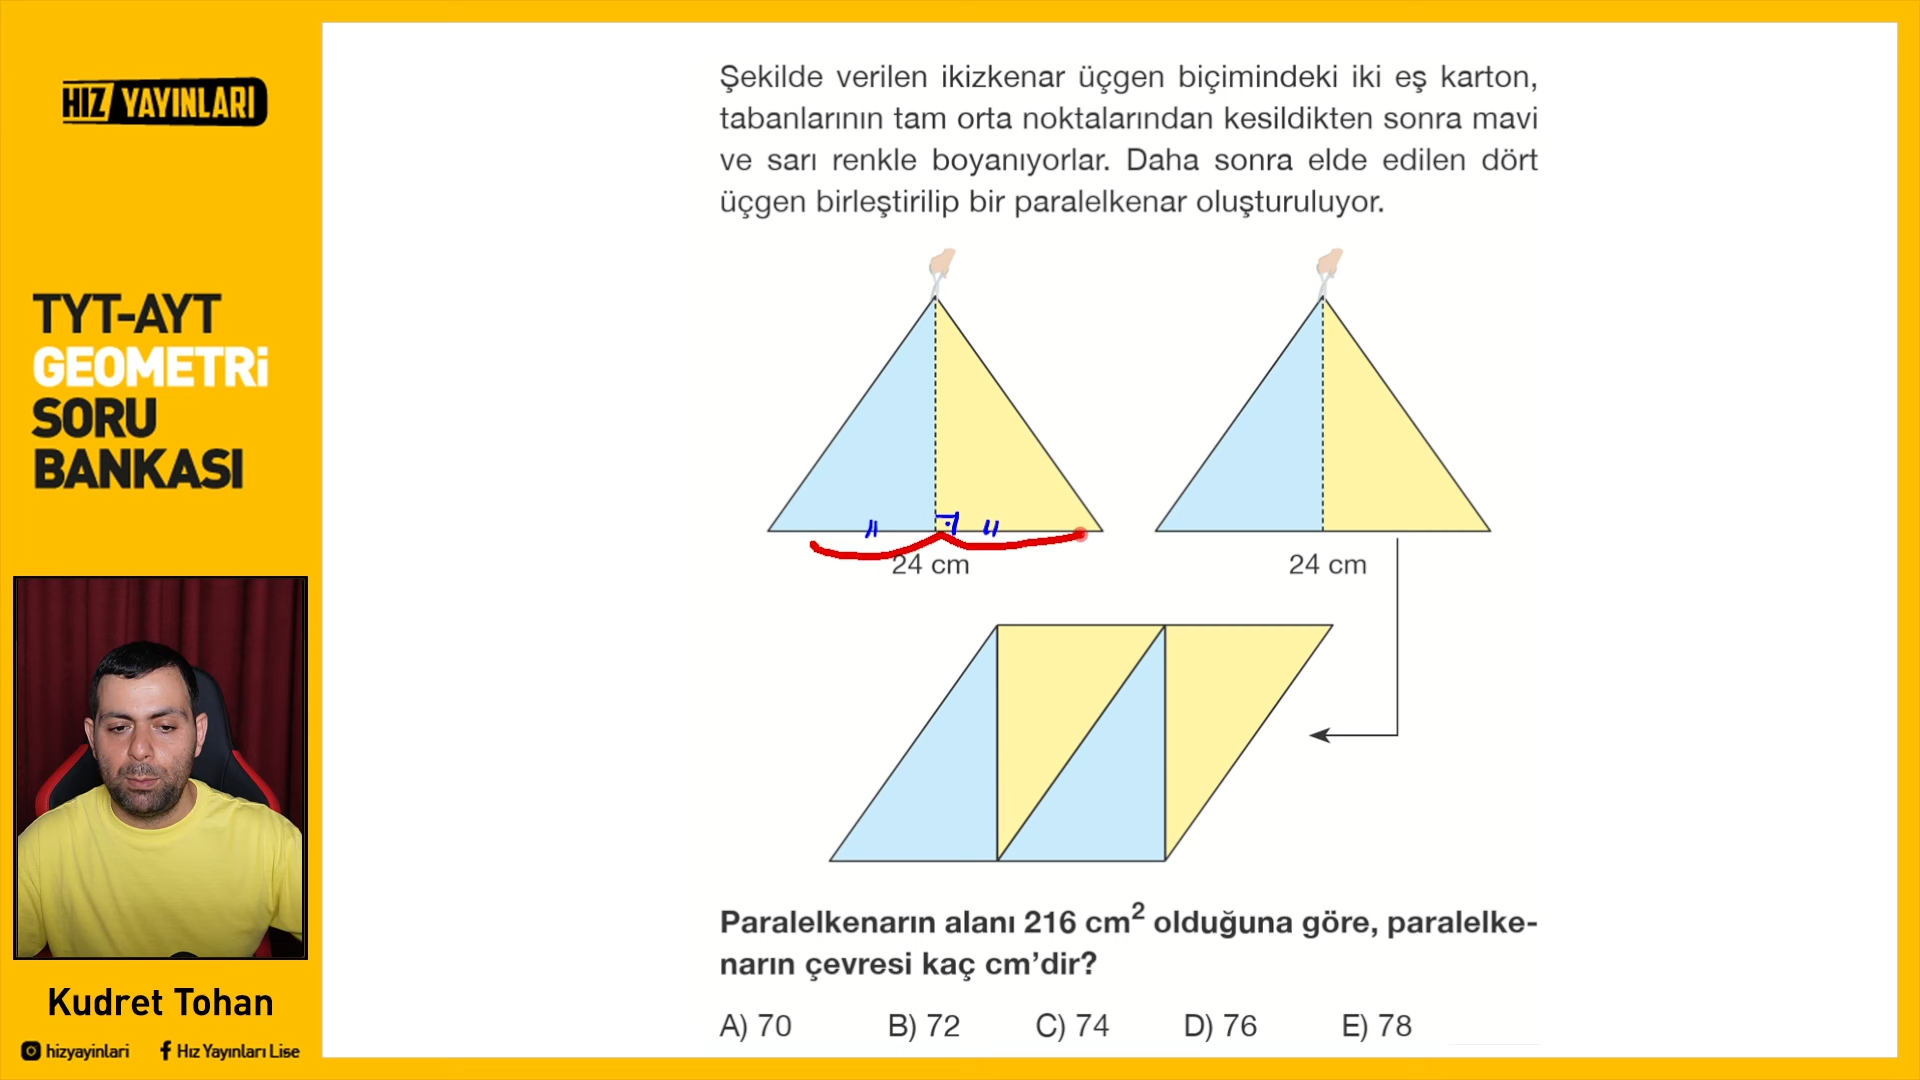 HIZ YAYINLARI
TYT-AYT
GEOMETRİ
SORU
BANKASI
Kudret Tohan
hizyayinlari
Hız Yayınları Lise
Şekilde verilen ikizkenar üçgen biçimindeki iki eş karton,
tabanlarının tam orta noktalarından kesildikten sonra mavi
ve sarı renkle boyanıyorlar. Daha sonra elde edilen dört
üçgen birleştirilip bir paralelkenar oluşturuluyor.
24 cm
24 cm
Paralelkenarın alanı 216 cm² olduğuna göre, paralelke-
narın çevresi kaç cm'dir?
A) 70 B) 72 C) 74 D) 76 E) 78